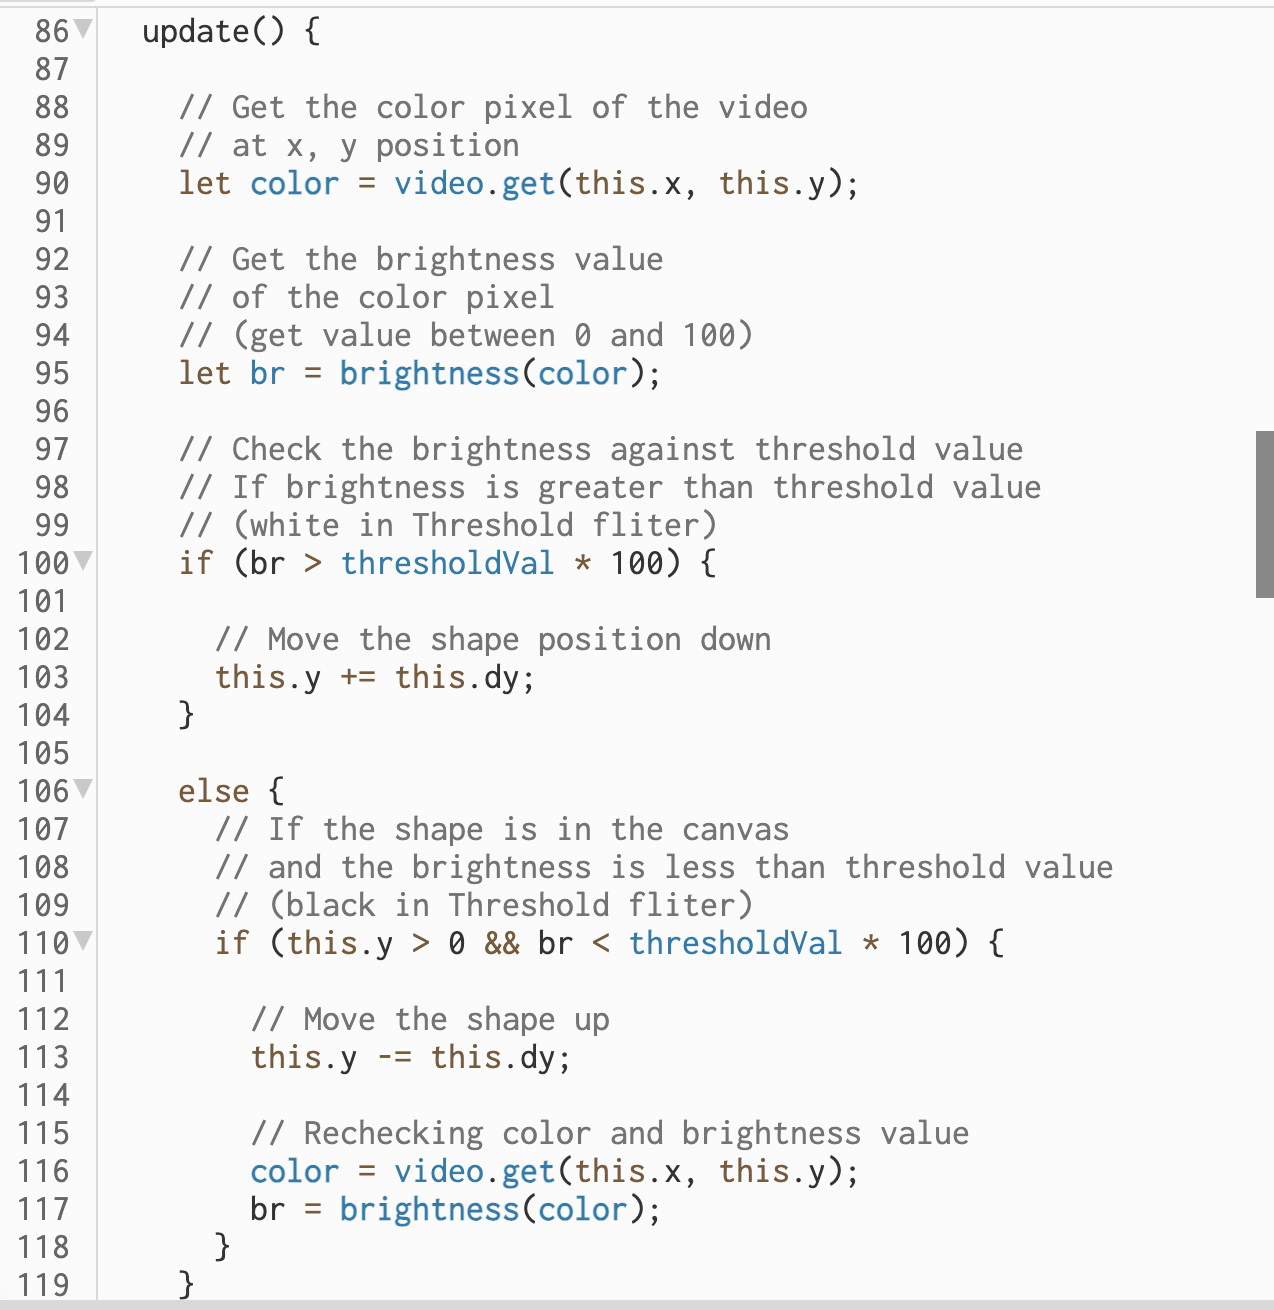 86 update() {
87
88 // Get the color pixel of the video
89 // at x, y position
90 let color = video.get(this.x, this.y);
91
92 // Get the brightness value
93 // of the color pixel
94 // (get value between 0 and 100)
95 let br = brightness(color);
96
97 // Check the brightness against threshold value
98 // If brightness is greater than threshold value
99 // (white in Threshold fliter)
100 if (br > thresholdVal * 100) {
101
102 // Move the shape position down
103 this.y += this.dy;
104 }
105
106 else {
107 // If the shape is in the canvas
108 // and the brightness is less than threshold value
109 // (black in Threshold fliter)
110 if (this.y > 0 && br < thresholdVal * 100) {
111
112 // Move the shape up
113 this.y -= this.dy;
114
115 // Rechecking color and brightness value
116 color = video.get(this.x, this.y);
117 br = brightness(color);
118 }
119 }